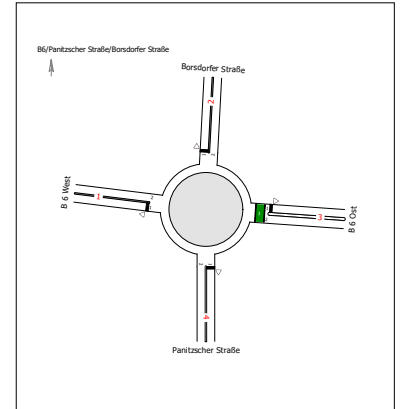 B6/Panitzscher Straße/Borsdorfer Straße
Borsdorfer Straße
2
B 6 West
1
3
B 6 Ost
4
Panitzscher Straße